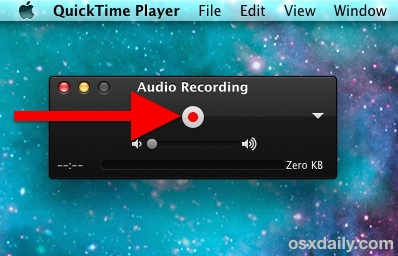 QuickTime Player File Edit View Window
Audio Recording
--:-- Zero KB
osxdaily.com